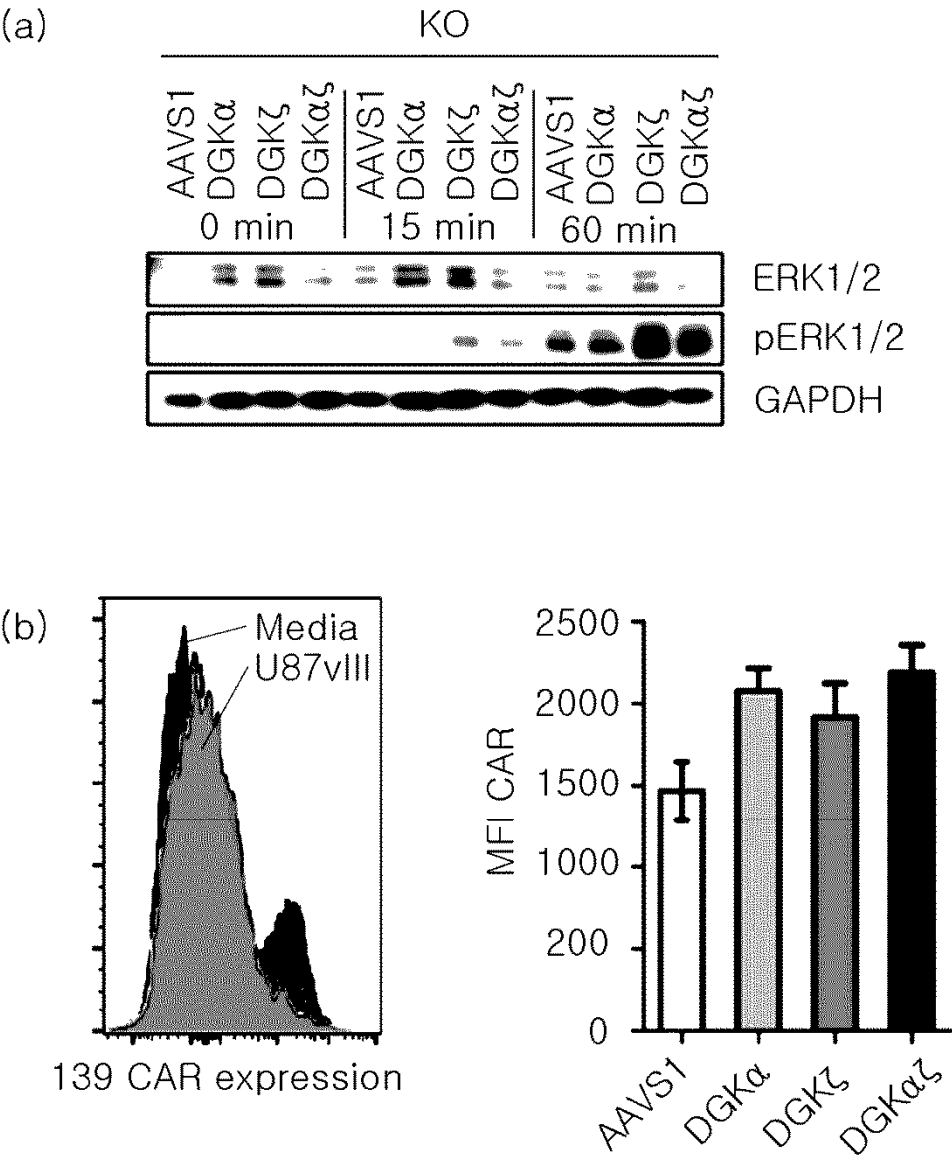 (a)
KO
AAVS1 DGKα DGKζ DGKαζ AAVS1 DGKα DGKζ DGKαζ AAVS1 DGKα DGKζ DGKαζ
0 min 15 min 60 min
ERK1/2
pERK1/2
GAPDH
(b)
Media
U87vIII
139 CAR expression
2500
2000
1500
1000
200
0
MFI CAR
AAVS1 DGKα DGKζ DGKαζ